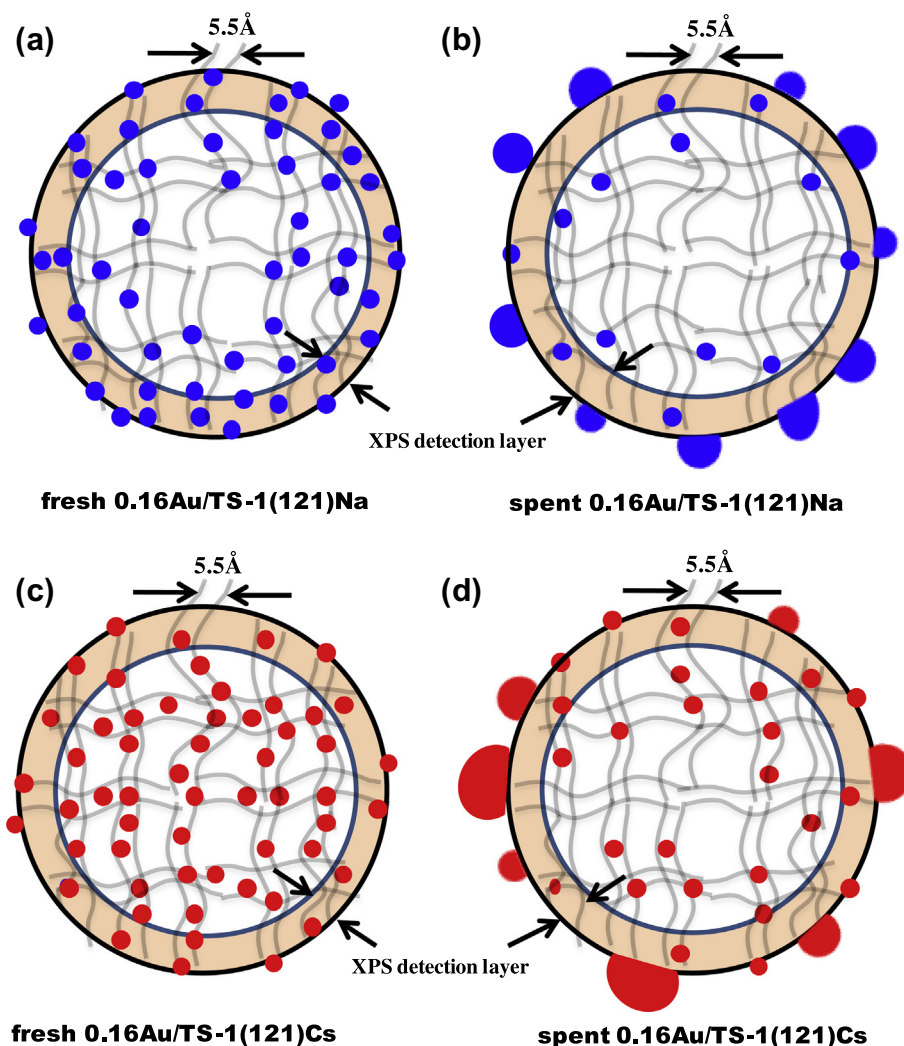 (a)
5.5Å
(b)
5.5Å
XPS detection layer
fresh 0.16Au/TS-1(121)Na
spent 0.16Au/TS-1(121)Na
(c)
5.5Å
(d)
5.5Å
XPS detection layer
fresh 0.16Au/TS-1(121)Cs
spent 0.16Au/TS-1(121)Cs